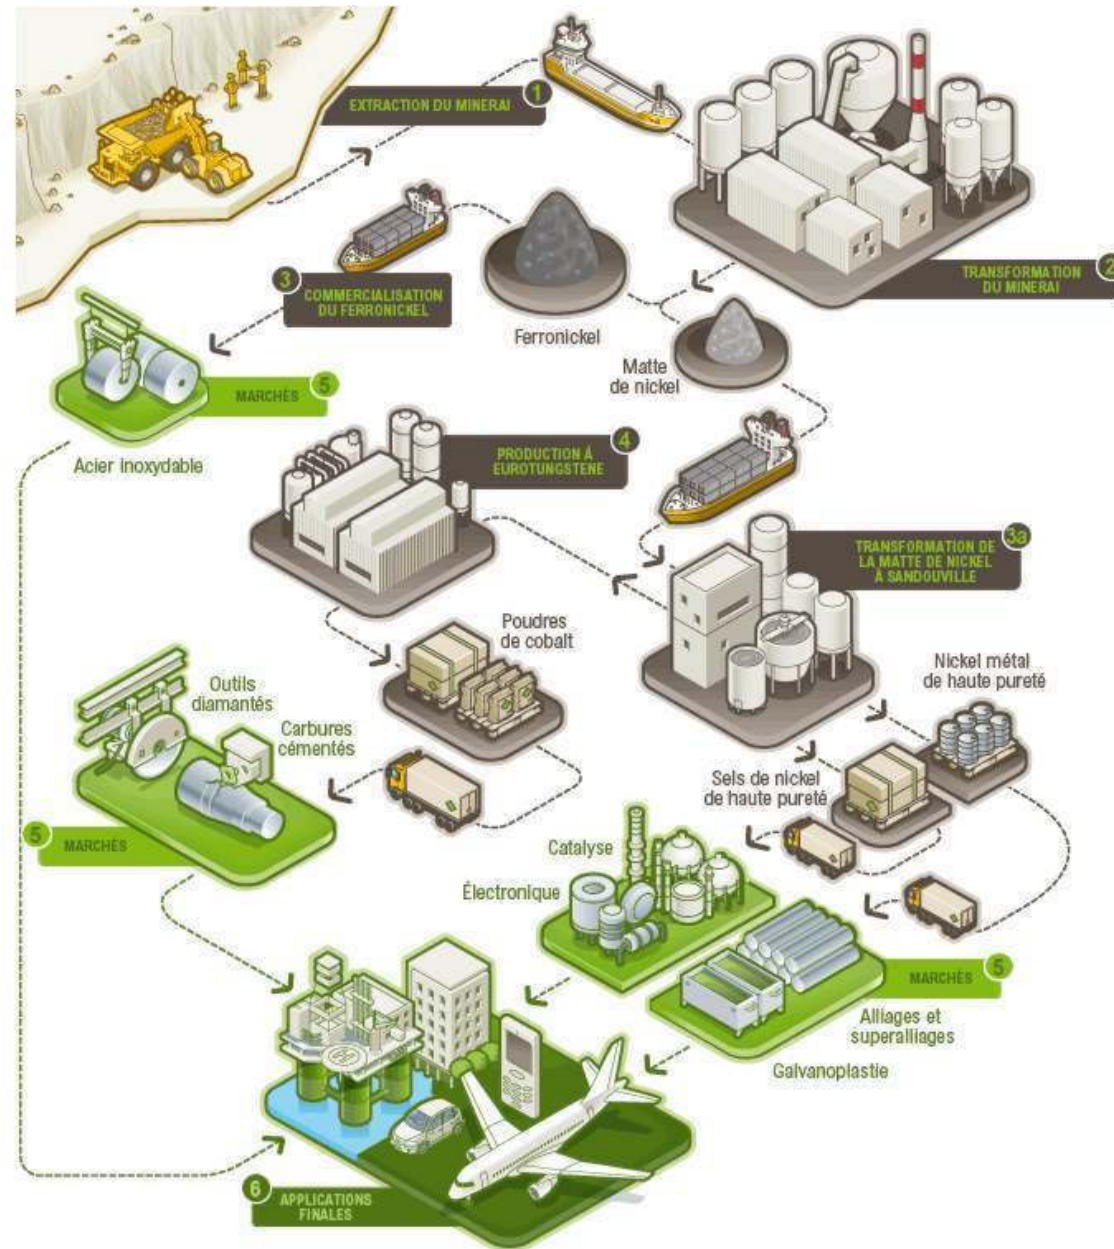 EXTRACTION DU MINERAI
1
TRANSFORMATION
DU MINERAI
2
3
COMMERCIALISATION
DU FERRONICKEL
Ferronickel
Matte
de nickel
MARCHÉS
5
Acier inoxydable
PRODUCTION À
EUROTUNGSTENE
4
TRANSFORMATION DE
LA MATTE DE NICKEL
À SANDOUVILLE
3a
Poudres
de cobalt
Nickel métal
de haute pureté
Outils
diamantés
Carbures
cémentés
Sels de nickel
de haute pureté
5
MARCHÉS
Catalyse
Électronique
MARCHÉS
5
Alliages et
superalliages
Galvanoplastie
H
6
APPLICATIONS
FINALES